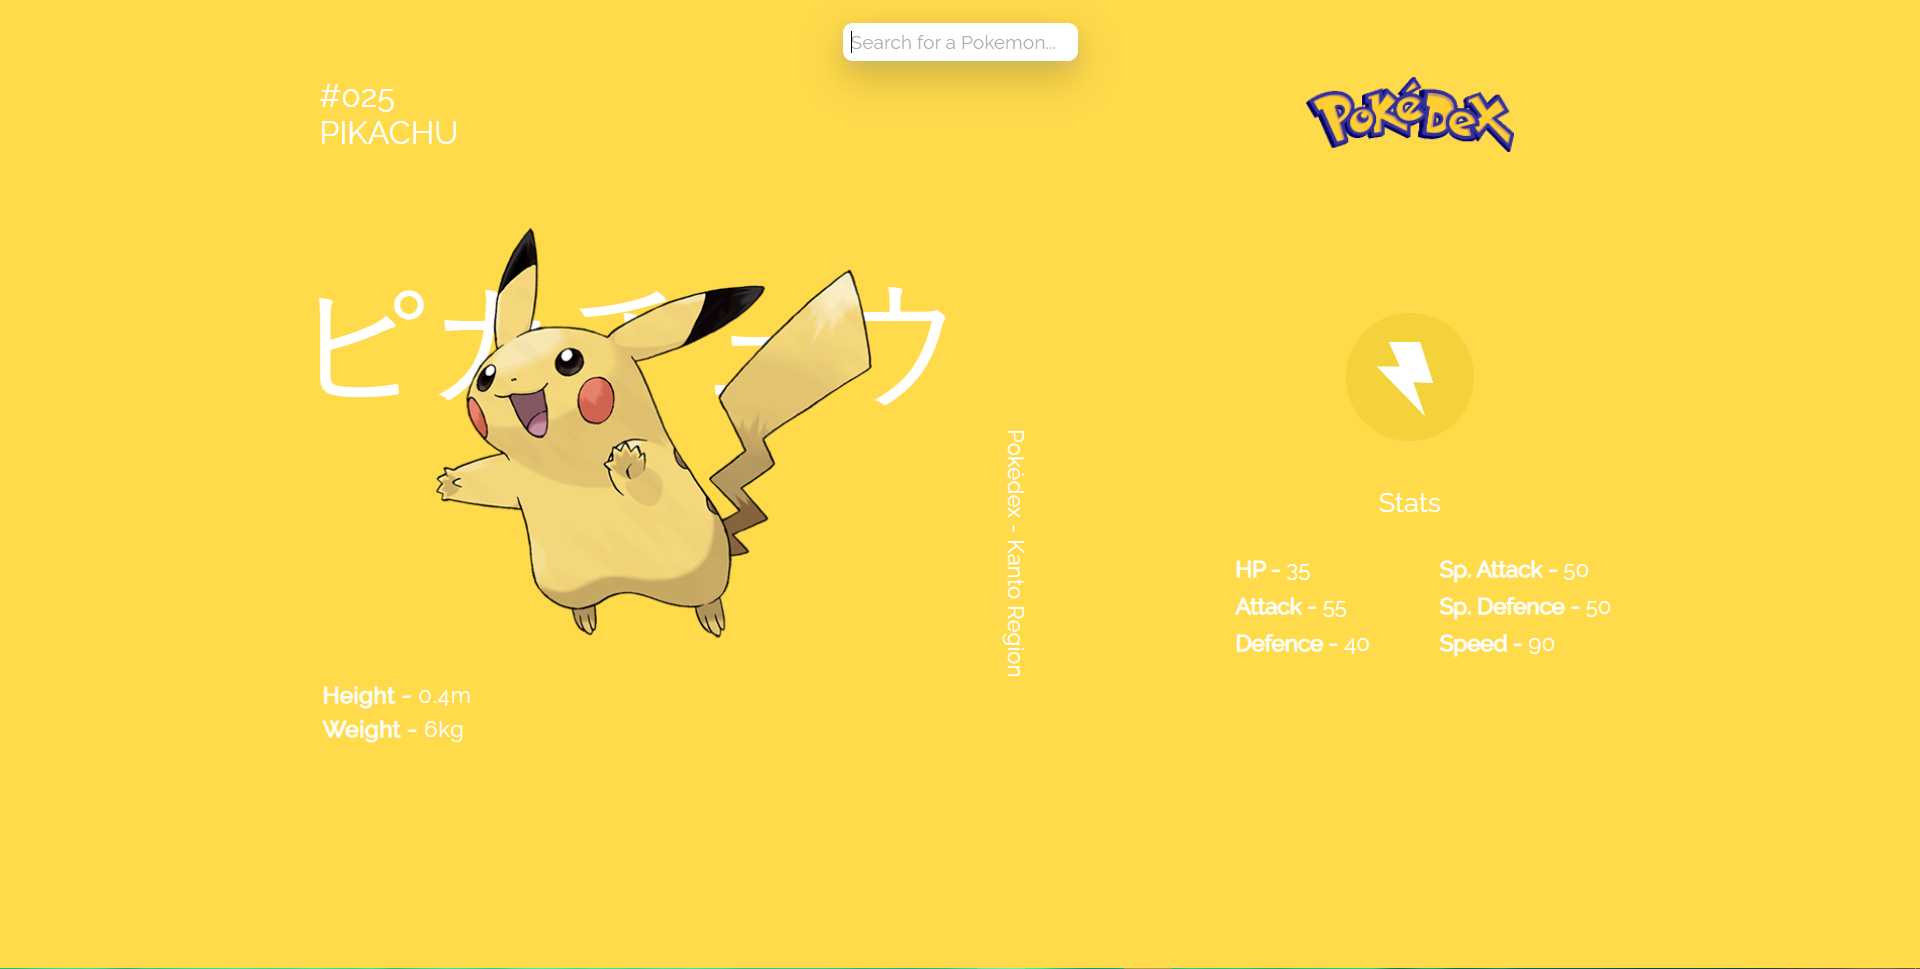 Search for a Pokemon...
#025
PIKACHU
PoKéDeX
ピカチュウ
Pokédex - Kanto Region
Stats
HP - 35
Attack - 55
Defence - 40
Sp. Attack - 50
Sp. Defence - 50
Speed - 90
Height - 0.4m
Weight - 6kg